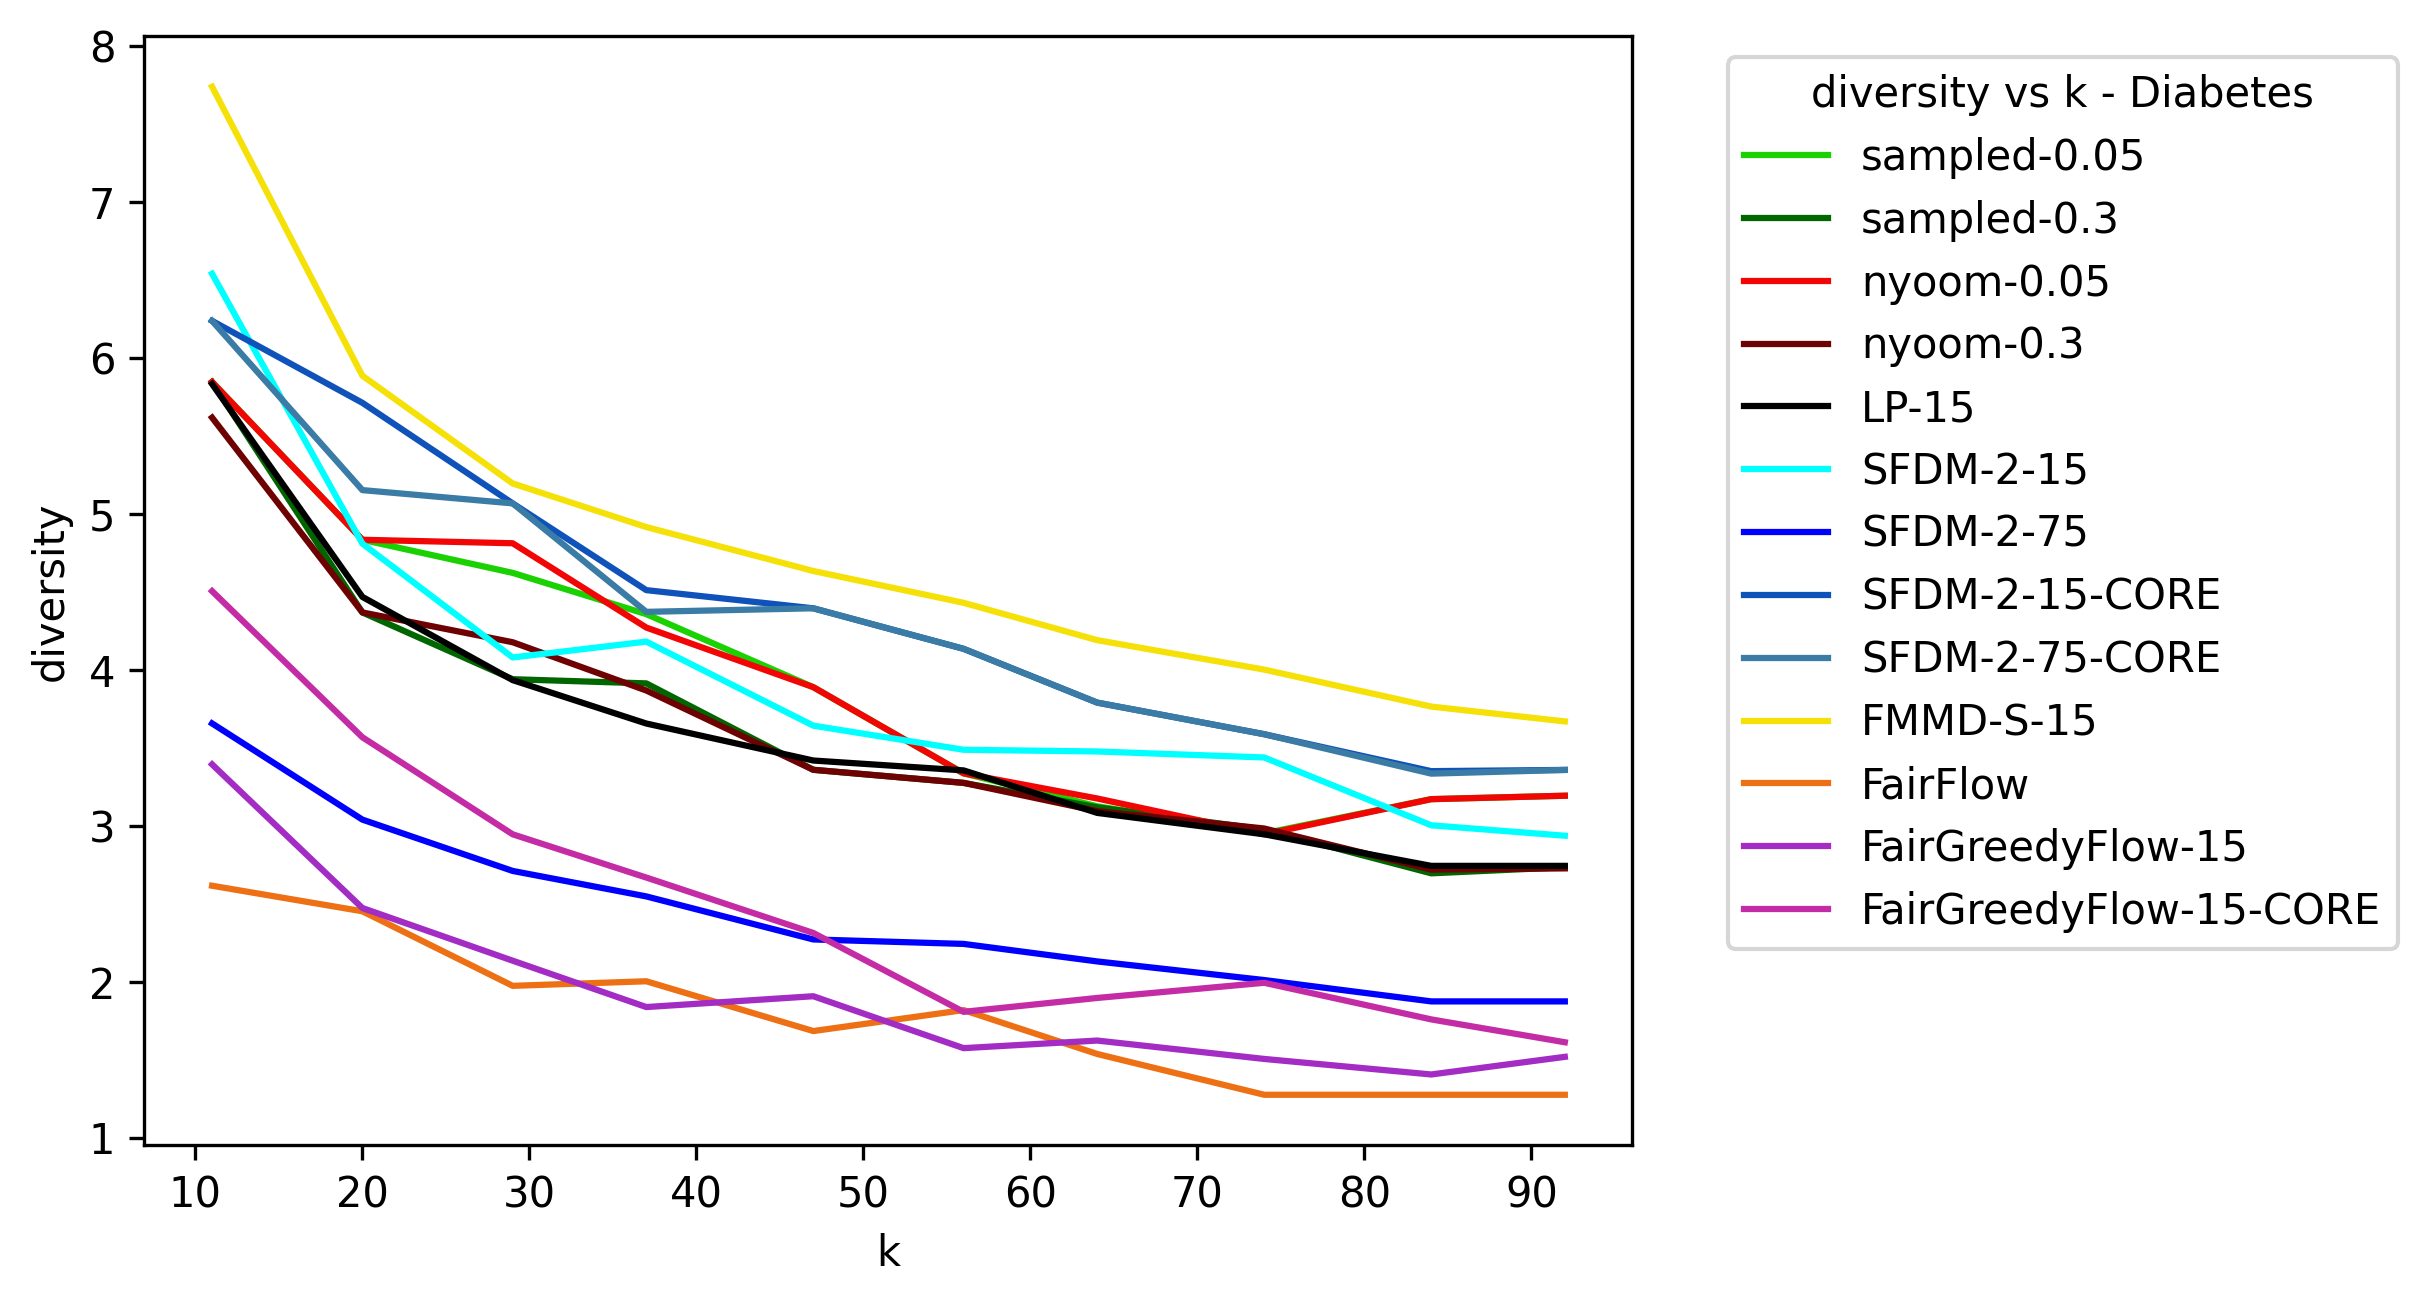 8
7
6
5
4
3
2
1
diversity
10 20 30 40 50 60 70 80 90
k
diversity vs k - Diabetes
sampled-0.05
sampled-0.3
nyoom-0.05
nyoom-0.3
LP-15
SFDM-2-15
SFDM-2-75
SFDM-2-15-CORE
SFDM-2-75-CORE
FMMD-S-15
FairFlow
FairGreedyFlow-15
FairGreedyFlow-15-CORE